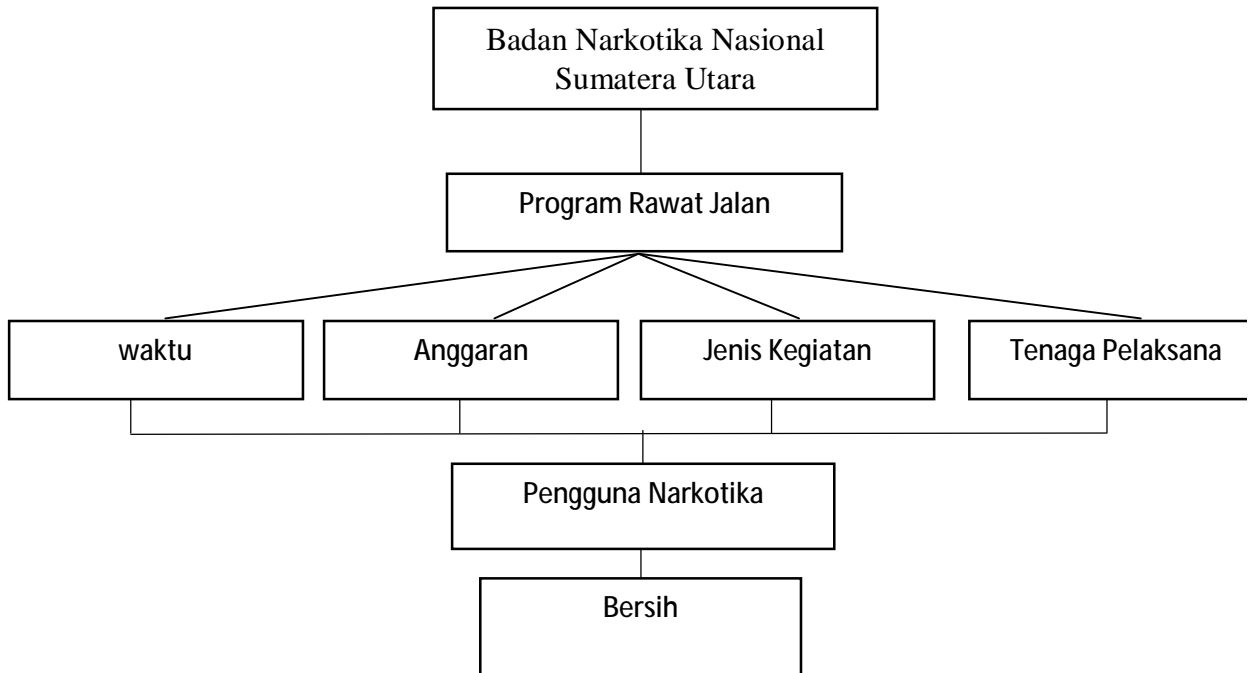 Badan Narkotika Nasional
Sumatera Utara
Program Rawat Jalan
waktu
Anggaran
Jenis Kegiatan
Tenaga Pelaksana
Pengguna Narkotika
Bersih